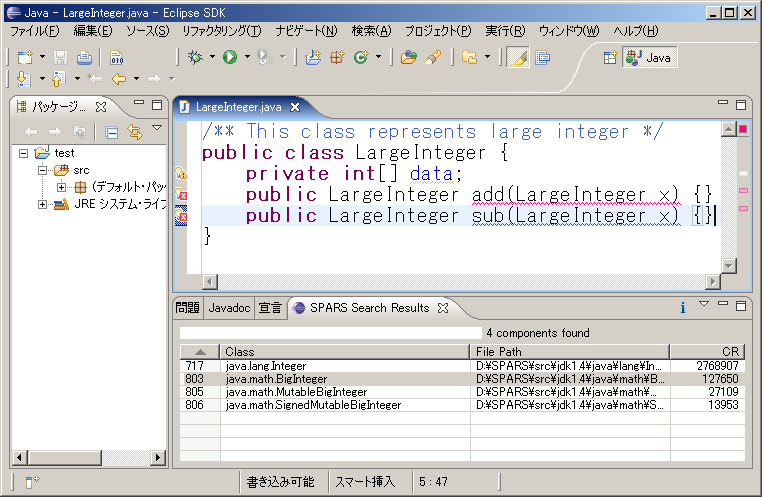 Java - LargeInteger.java - Eclipse SDK
ファイル(F) 編集(E) ソース(S) リファクタリング(T) ナビゲート(N) 検索(A) プロジェクト(P) 実行(R) ウィンドウ(W) ヘルプ(H)
010
Java
パッケージ...
LargeInteger.java
test
src
(デフォルト・パッ
JRE システム・ライブ
/** This class represents large integer */
public class LargeInteger {
private int[] data;
public LargeInteger add(LargeInteger x) {}
public LargeInteger sub(LargeInteger x) {}
}
問題 Javadoc 宣言 SPARS Search Results
4 components found
Class File Path CR
717 java.lang.Integer D:¥SPARS¥src¥jdk1.4¥java¥lang¥In... 2768907
803 java.math.BigInteger D:¥SPARS¥src¥jdk1.4¥java¥math¥B... 127650
805 java.math.MutableBigInteger D:¥SPARS¥src¥jdk1.4¥java¥math¥... 27109
806 java.math.SignedMutableBigInteger D:¥SPARS¥src¥jdk1.4¥java¥math¥S... 13953
書き込み可能 スマート挿入 5 : 47